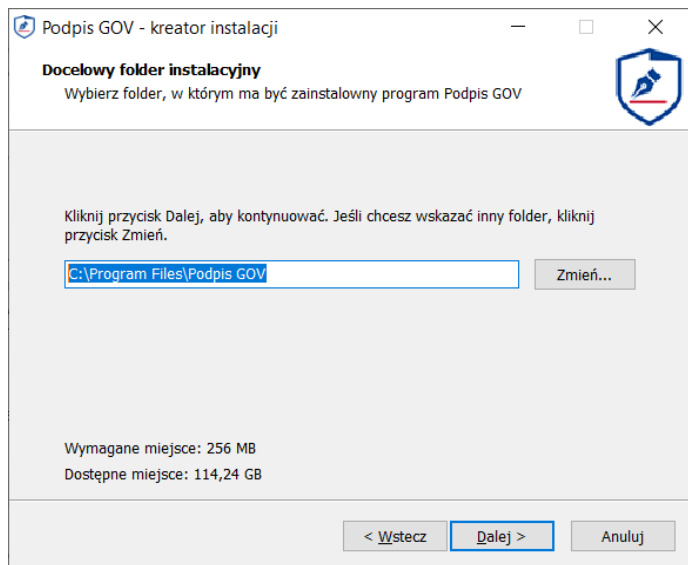 Podpis GOV - kreator instalacji
Docelowy folder instalacyjny
Wybierz folder, w którym ma być zainstalowny program Podpis GOV
Kliknij przycisk Dalej, aby kontynuować. Jeśli chcesz wskazać inny folder, kliknij
przycisk Zmień.
C:\Program Files\Podpis GOV
Zmień...
Wymagane miejsce: 256 MB
Dostępne miejsce: 114,24 GB
< Wstecz
Dalej >
Anuluj